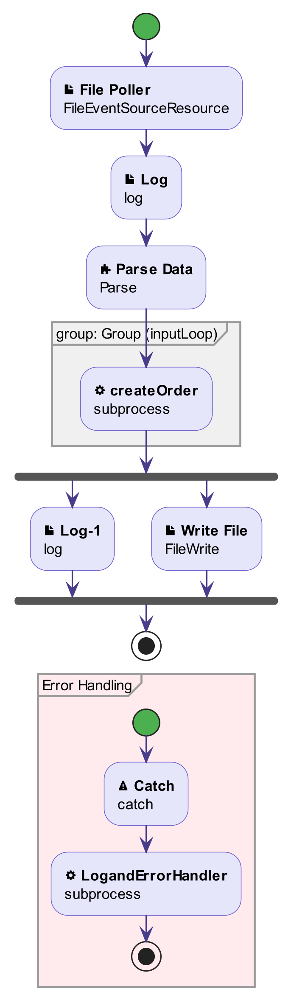 File Poller
FileEventSourceResource
Log
log
Parse Data
Parse
group: Group (inputLoop)
createOrder
subprocess
Log-1
log
Write File
FileWrite
Error Handling
Catch
catch
LogandErrorHandler
subprocess